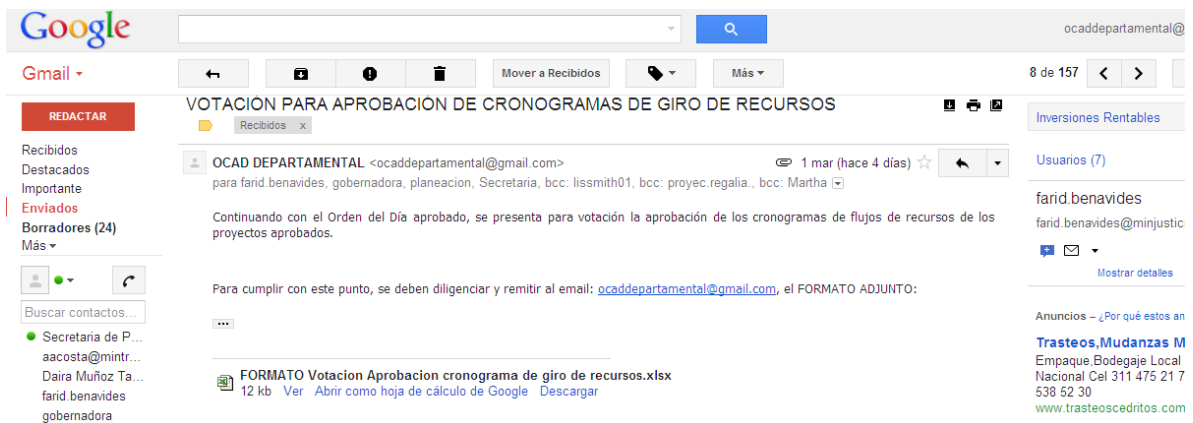 Google
ocaddepartamental@
Gmail
Mover a Recibidos
Más
8 de 157
REDACTAR
Recibidos
Destacados
Importante
Enviados
Borradores (24)
Más
Buscar contactos...
Secretaria de P...
aacosta@mintr...
Daira Muñoz Ta...
farid.benavides
gobernadora
VOTACIÓN PARA APROBACIÓN DE CRONOGRAMAS DE GIRO DE RECURSOS
Recibidos x
OCAD DEPARTAMENTAL <ocaddepartamental@gmail.com>
1 mar (hace 4 días)
para farid.benavides, gobernadora, planeacion, Secretaria, bcc: lissmith01, bcc: proyec.regalia., bcc: Martha
Continuando con el Orden del Día aprobado, se presenta para votación la aprobación de los cronogramas de flujos de recursos de los
proyectos aprobados.
Para cumplir con este punto, se deben diligenciar y remitir al email: ocaddepartamental@gmail.com, el FORMATO ADJUNTO:
...
FORMATO Votacion Aprobacion cronograma de giro de recursos.xlsx
12 kb Ver Abrir como hoja de cálculo de Google Descargar
Inversiones Rentables
Usuarios (7)
farid.benavides
farid.benavides@minjustic
Mostrar detalles
Anuncios – ¿Por qué estos an
Trasteos,Mudanzas M
Empaque,Bodegaje Local
Nacional Cel 311 475 21 7
538 52 30
www.trasteoscedritos.com